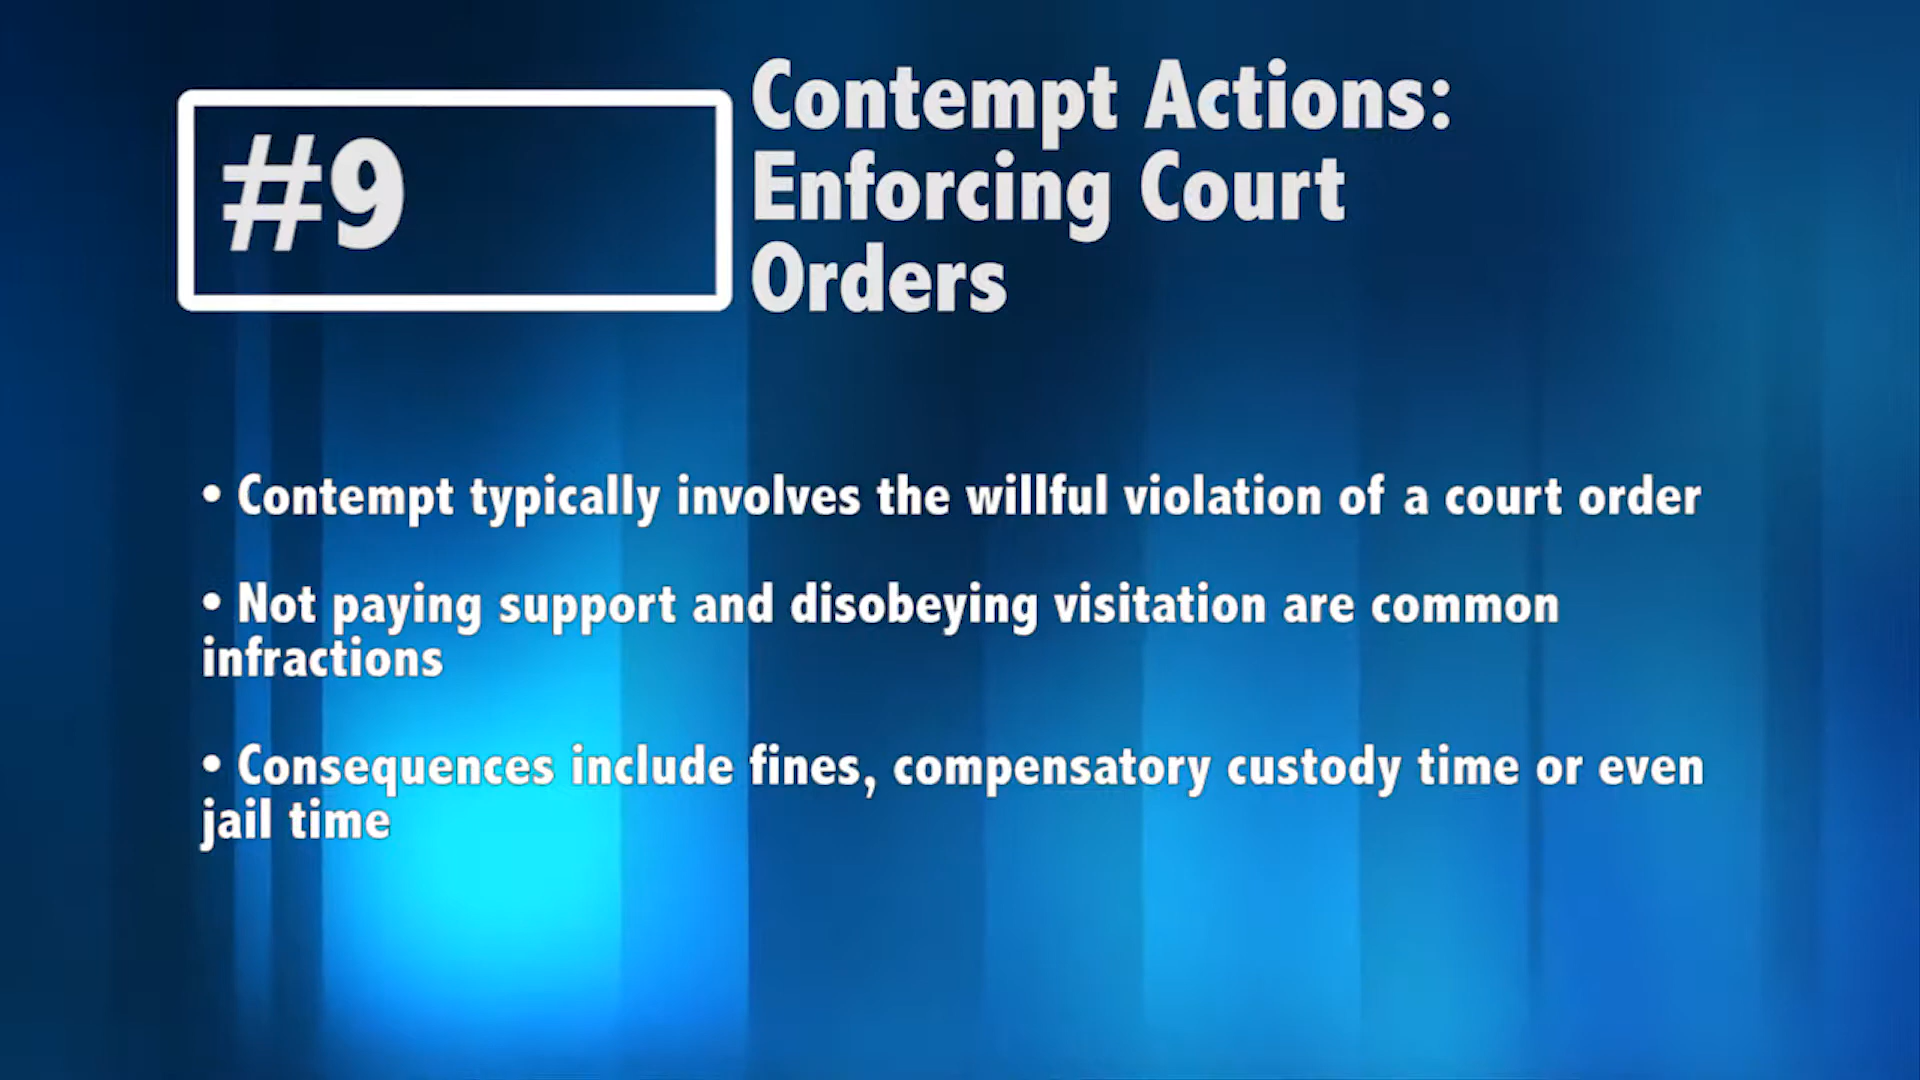 #9
Contempt Actions:
Enforcing Court
Orders
• Contempt typically involves the willful violation of a court order
• Not paying support and disobeying visitation are common
infractions
• Consequences include fines, compensatory custody time or even
jail time